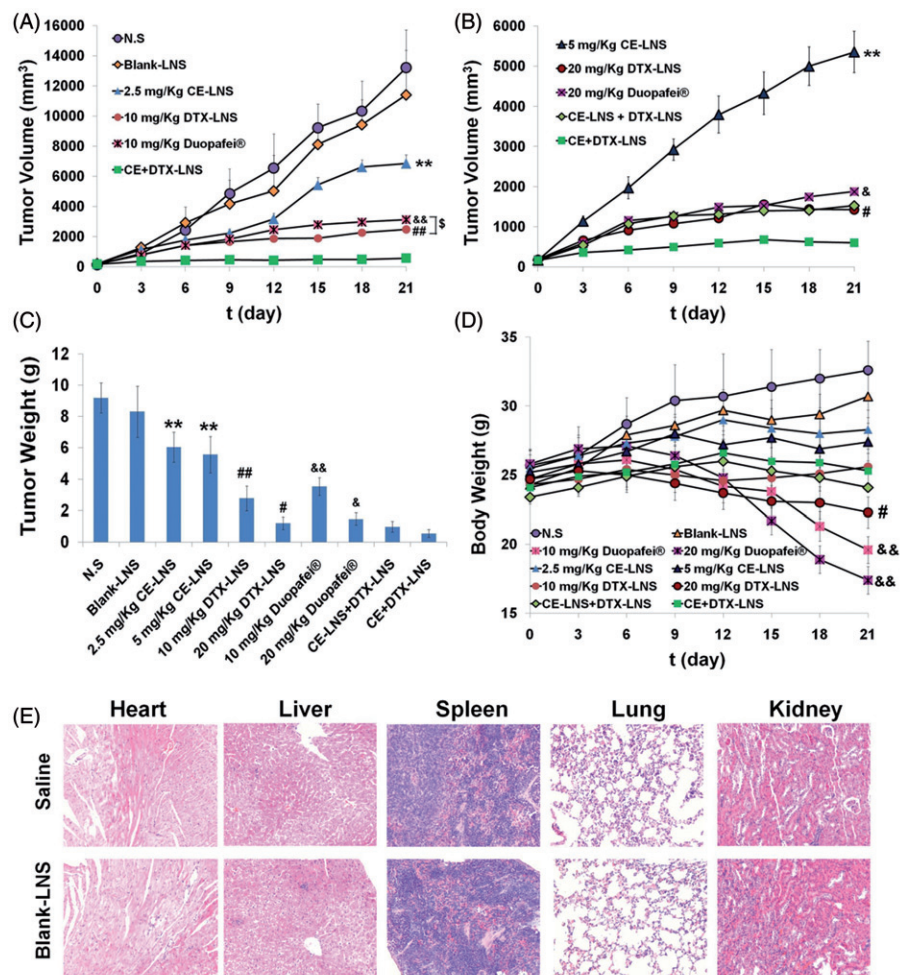 (A)
Tumor Volume (mm³)
16000
14000
12000
10000
8000
6000
4000
2000
0
N.S
Blank-LNS
2.5 mg/Kg CE-LNS
10 mg/Kg DTX-LNS
10 mg/Kg Duopafei®
CE+DTX-LNS
**
&&
##
$
0 3 6 9 12 15 18 21
t (day)
(B)
Tumor Volume (mm³)
6000
5000
4000
3000
2000
1000
0
5 mg/Kg CE-LNS
20 mg/Kg DTX-LNS
20 mg/Kg Duopafei®
CE-LNS + DTX-LNS
CE+DTX-LNS
**
&
#
0 3 6 9 12 15 18 21
t (day)
(C)
Tumor Weight (g)
12
10
8
6
4
2
0
**
**
##
#
&&
&
N.S
Blank-LNS
2.5 mg/Kg CE-LNS
5 mg/Kg CE-LNS
10 mg/Kg DTX-LNS
20 mg/Kg DTX-LNS
10 mg/Kg Duopafei®
20 mg/Kg Duopafei®
CE-LNS+DTX-LNS
CE+DTX-LNS
(D)
Body Weight (g)
35
30
25
20
15
#
&&
&&
N.S Blank-LNS
10 mg/Kg Duopafei® 20 mg/Kg Duopafei®
2.5 mg/Kg CE-LNS 5 mg/Kg CE-LNS
10 mg/Kg DTX-LNS 20 mg/Kg DTX-LNS
CE-LNS+DTX-LNS CE+DTX-LNS
0 3 6 9 12 15 18 21
t (day)
(E)
Heart Liver Spleen Lung Kidney
Saline
Blank-LNS